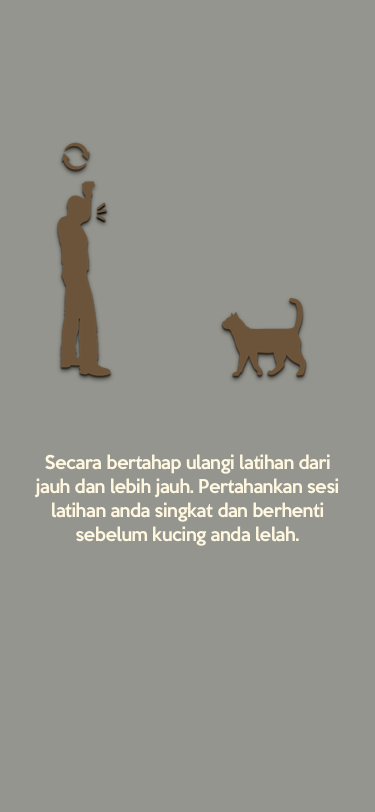 Secara bertahap ulangi latihan dari
jauh dan lebih jauh. Pertahankan sesi
latihan anda singkat dan berhenti
sebelum kucing anda lelah.